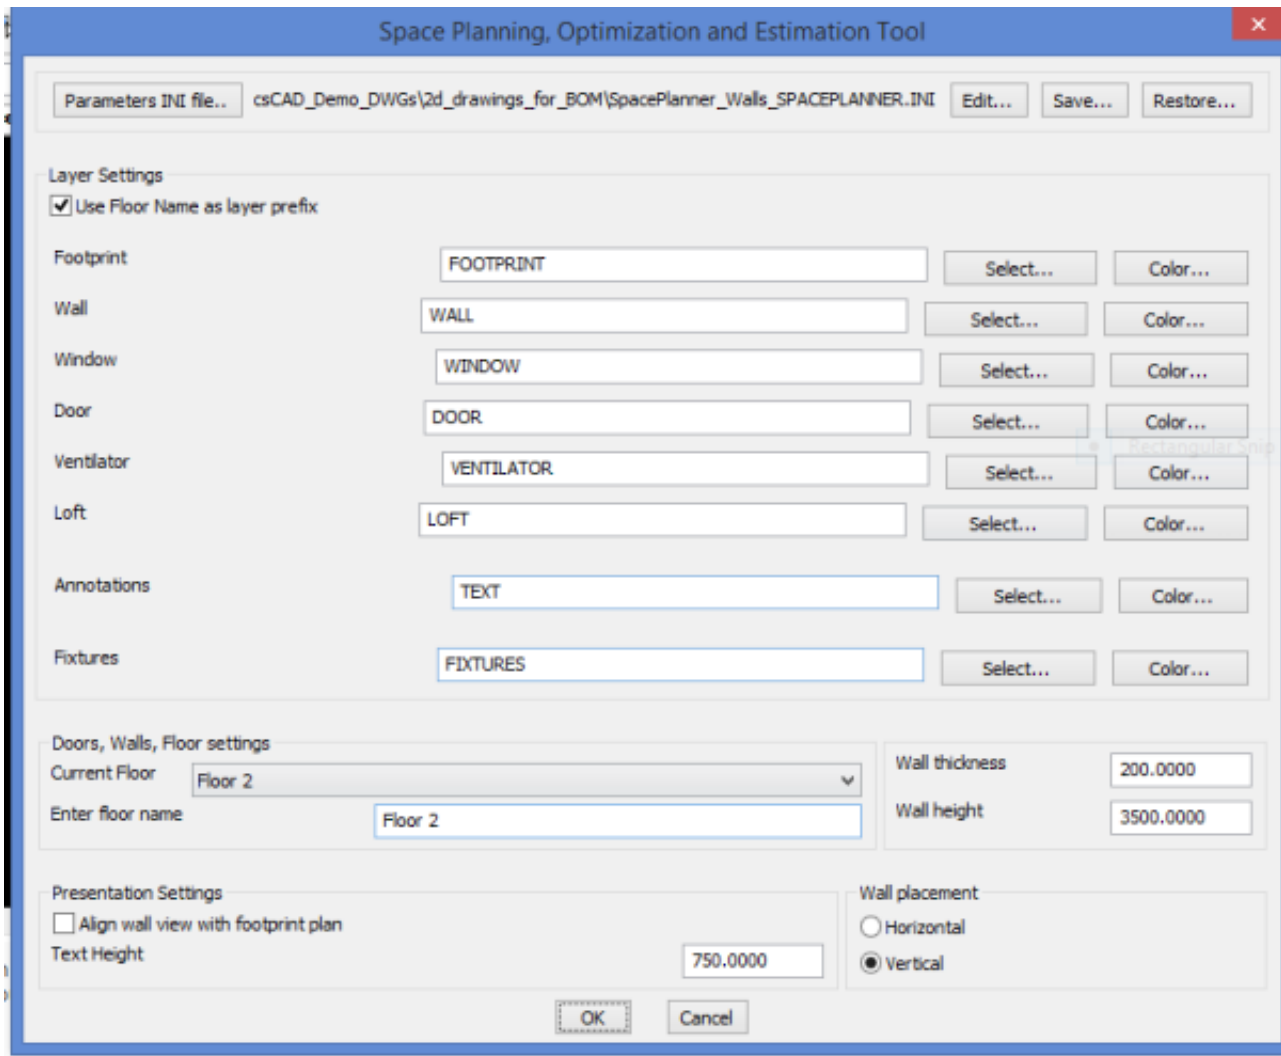 Space Planning, Optimization and Estimation Tool
Parameters INI file.. csCAD_Demo_DWGs\2d_drawings_for_BOM\SpacePlanner_Walls_SPACEPLANNER.INI Edit... Save... Restore...
Layer Settings
Use Floor Name as layer prefix
Footprint FOOTPRINT Select... Color...
Wall WALL Select... Color...
Window WINDOW Select... Color...
Door DOOR Select... Color...
Rectangular Snip
Ventilator VENTILATOR Select... Color...
Loft LOFT Select... Color...
Annotations TEXT Select... Color...
Fixtures FIXTURES Select... Color...
Doors, Walls, Floor settings
Current Floor Floor 2
Enter floor name Floor 2
Wall thickness 200.0000
Wall height 3500.0000
Presentation Settings
Align wall view with footprint plan
Text Height 750.0000
Wall placement
Horizontal
Vertical
OK Cancel